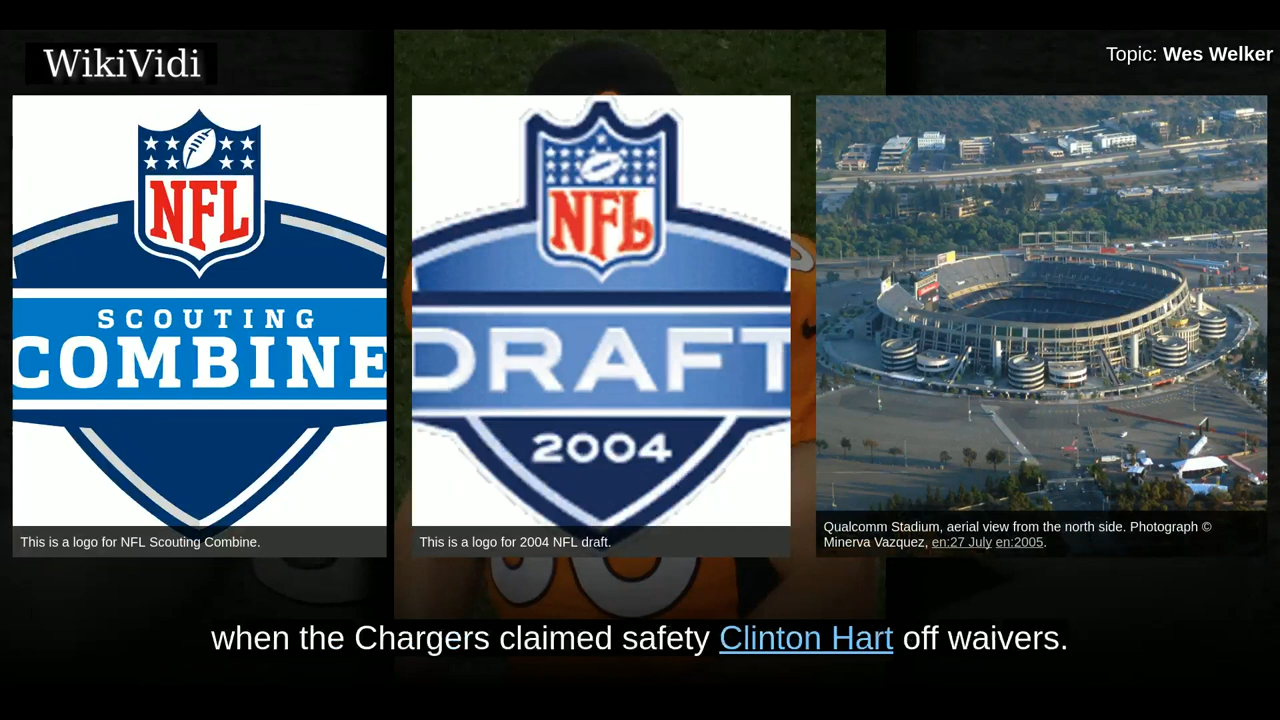 WikiVidi
Topic: Wes Welker
NFL
SCOUTING
COMBINE
This is a logo for NFL Scouting Combine.
NFL
DRAFT
2004
This is a logo for 2004 NFL draft.
Qualcomm Stadium, aerial view from the north side. Photograph ©
Minerva Vazquez, en:27 July en:2005.
when the Chargers claimed safety Clinton Hart off waivers.